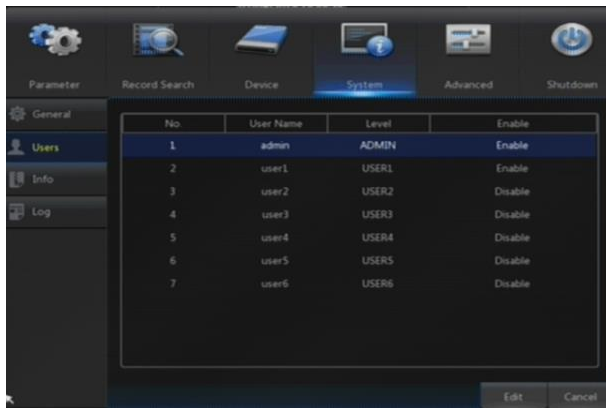 Parameter Record Search Device System Advanced Shutdown
General
Users
Info
Log
No. User Name Level Enable
1 admin ADMIN Enable
2 user1 USER1 Enable
3 user2 USER2 Disable
4 user3 USER3 Disable
5 user4 USER4 Disable
6 user5 USER5 Disable
7 user6 USER6 Disable
Edit Cancel